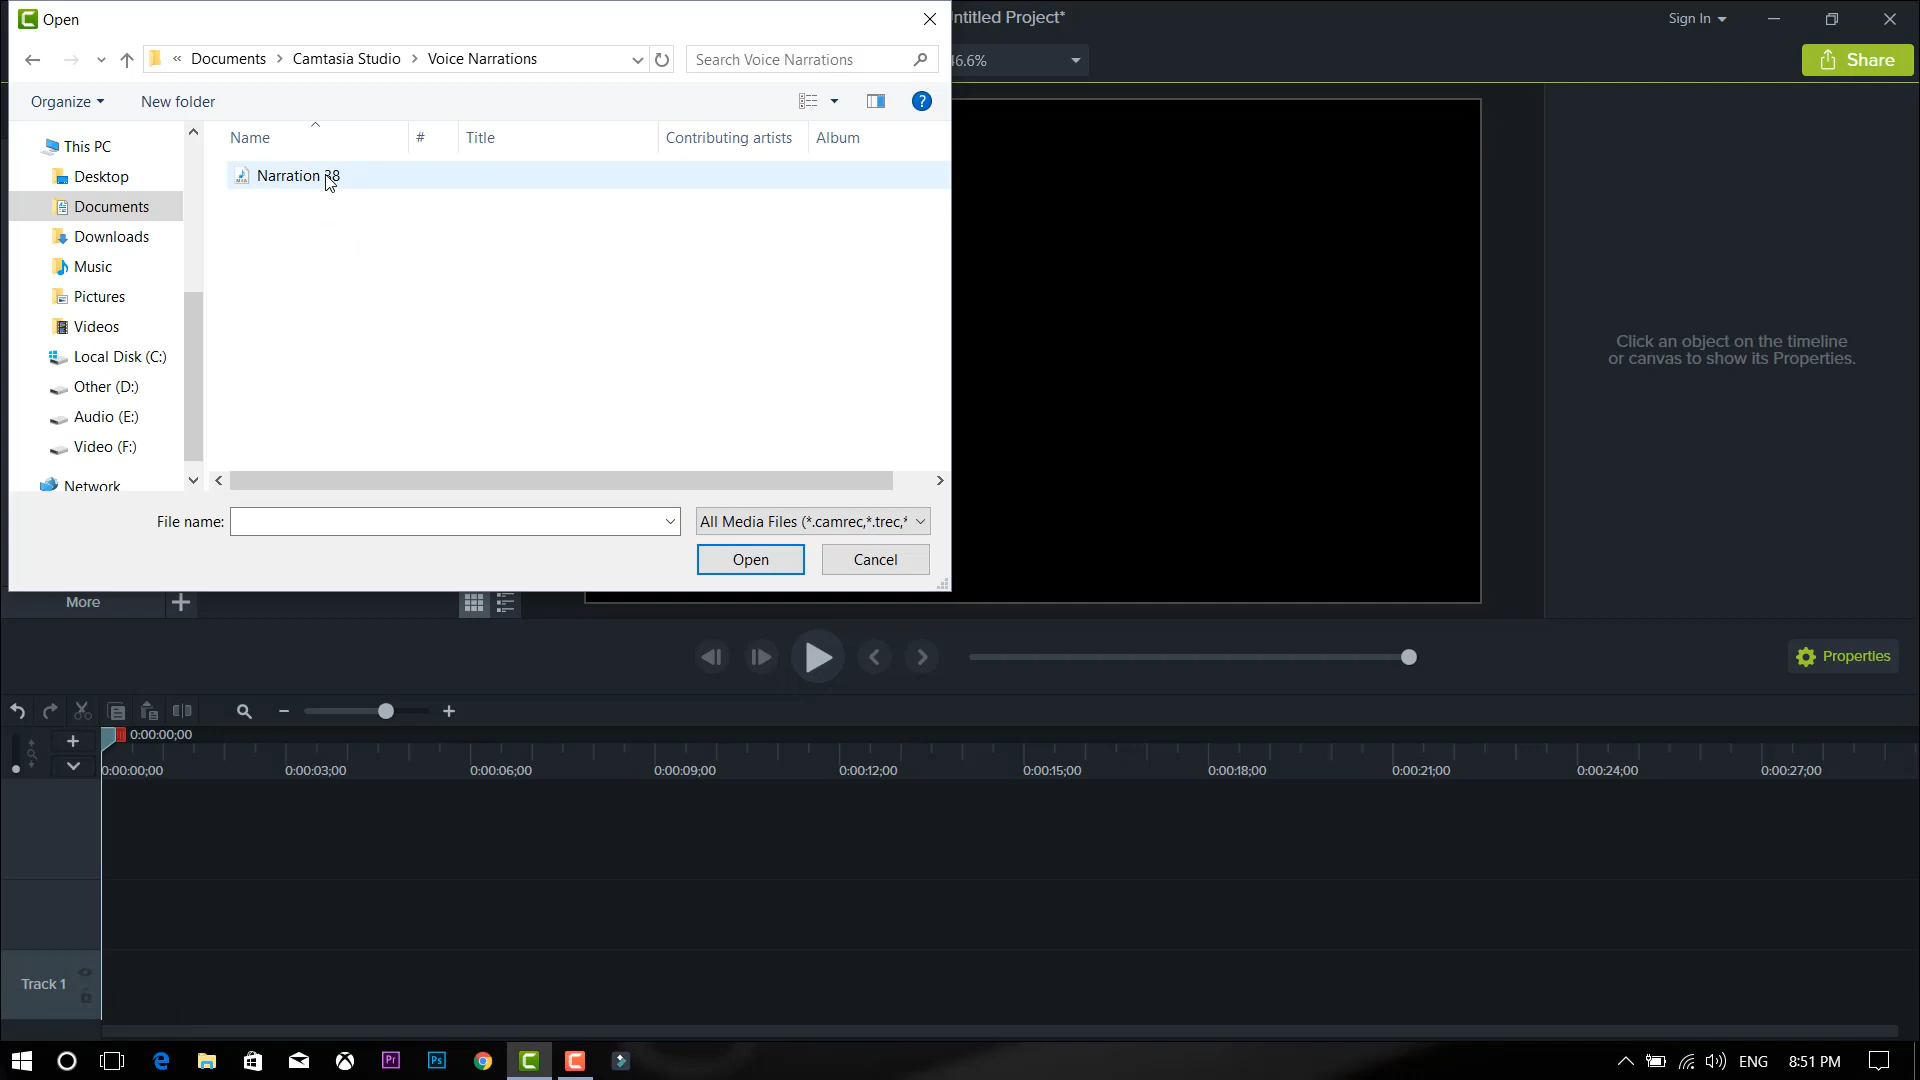 Open
ntitled Project*
Sign In
« Documents > Camtasia Studio > Voice Narrations
Search Voice Narrations
46.6%
Share
Organize
New folder
?
Name
#
Title
Contributing artists
Album
This PC
Narration 38
Desktop
Documents
Downloads
Music
Pictures
Videos
Local Disk (C:)
Other (D:)
Audio (E:)
Video (F:)
Network
Click an object on the timeline
or canvas to show its Properties.
File name:
All Media Files (*.camrec,*.trec,*
Open
Cancel
More
Properties
0:00:00;00
0:00:00;00
0:00:03;00
0:00:06;00
0:00:09;00
0:00:12;00
0:00:15;00
0:00:18;00
0:00:21;00
0:00:24;00
0:00:27;00
Track 1
Pr
Ps
ENG
8:51 PM